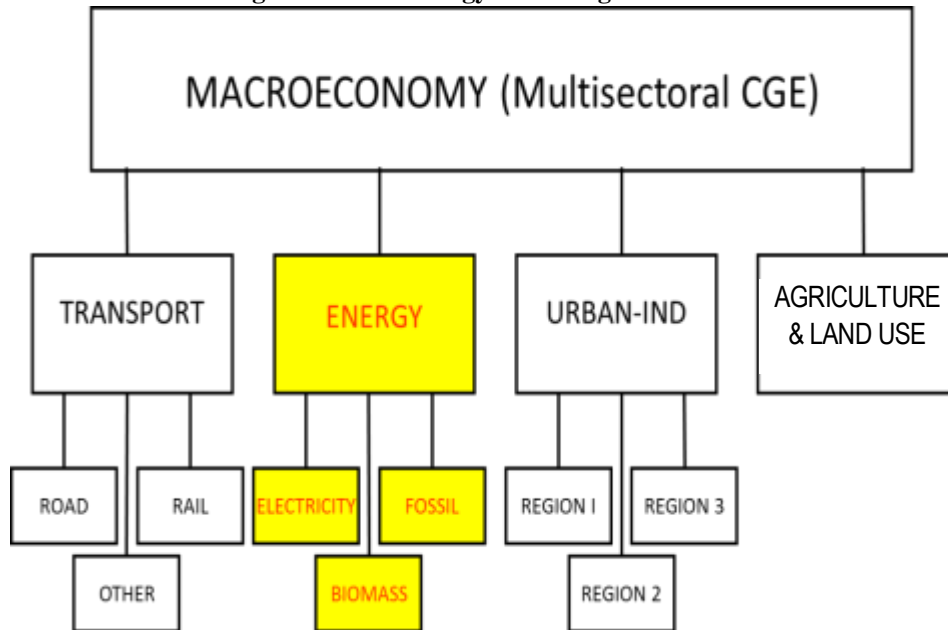 MACROECONOMY (Multisectoral CGE)
TRANSPORT
ENERGY
URBAN-IND
AGRICULTURE
& LAND USE
ROAD
RAIL
ELECTRICITY
FOSSIL
REGION I
REGION 3
OTHER
BIOMASS
REGION 2